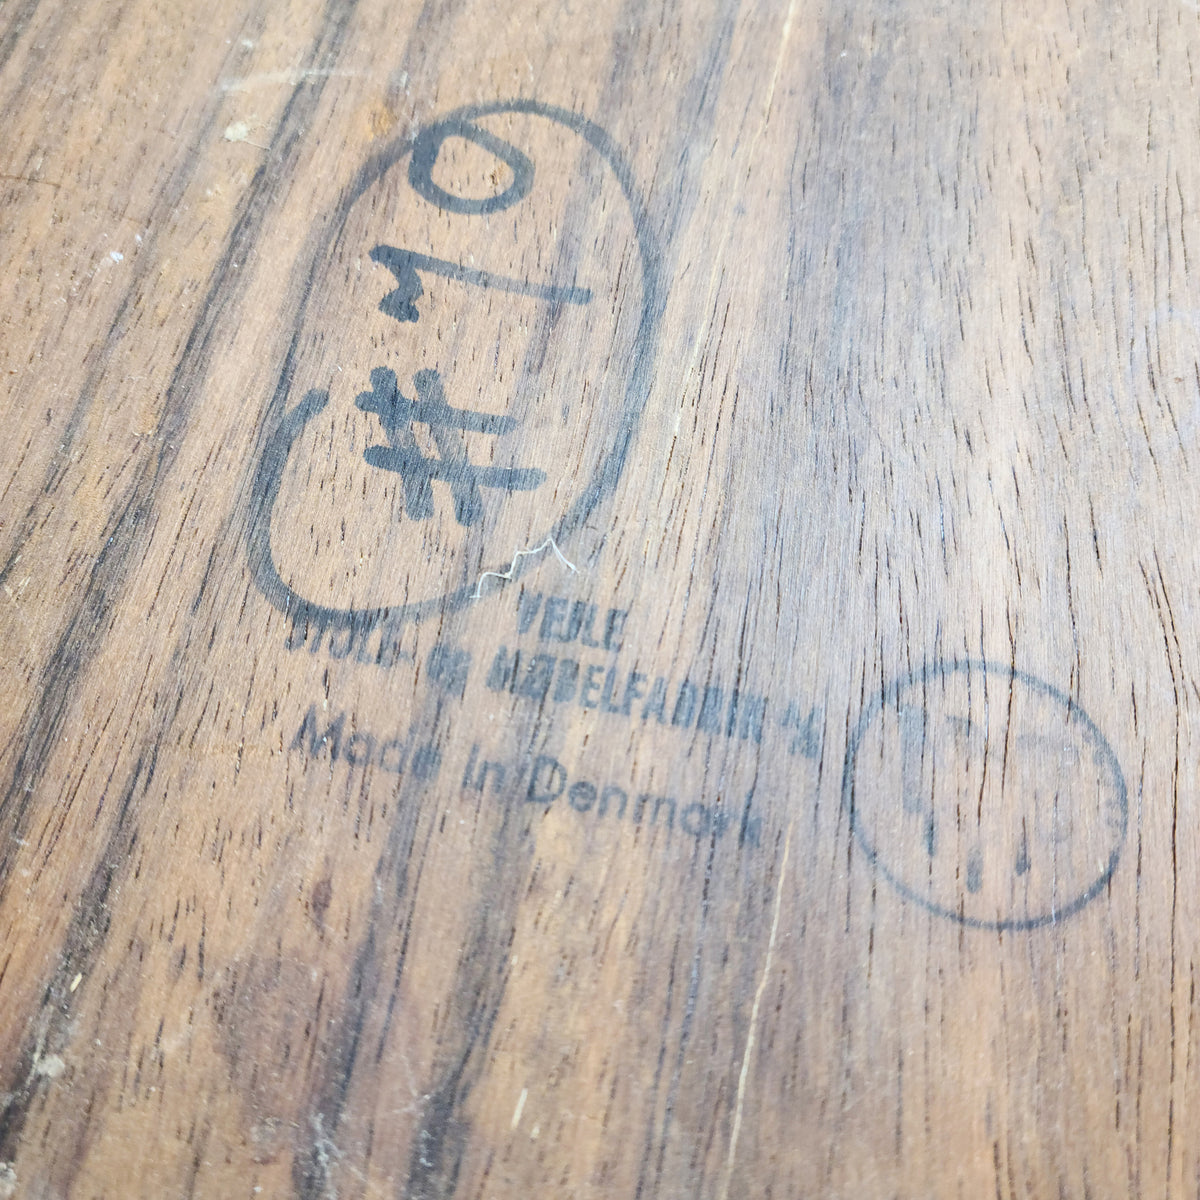 #10
VEJLE
STOLE- OG MØBELFABRIK A/S
Made in Denmark